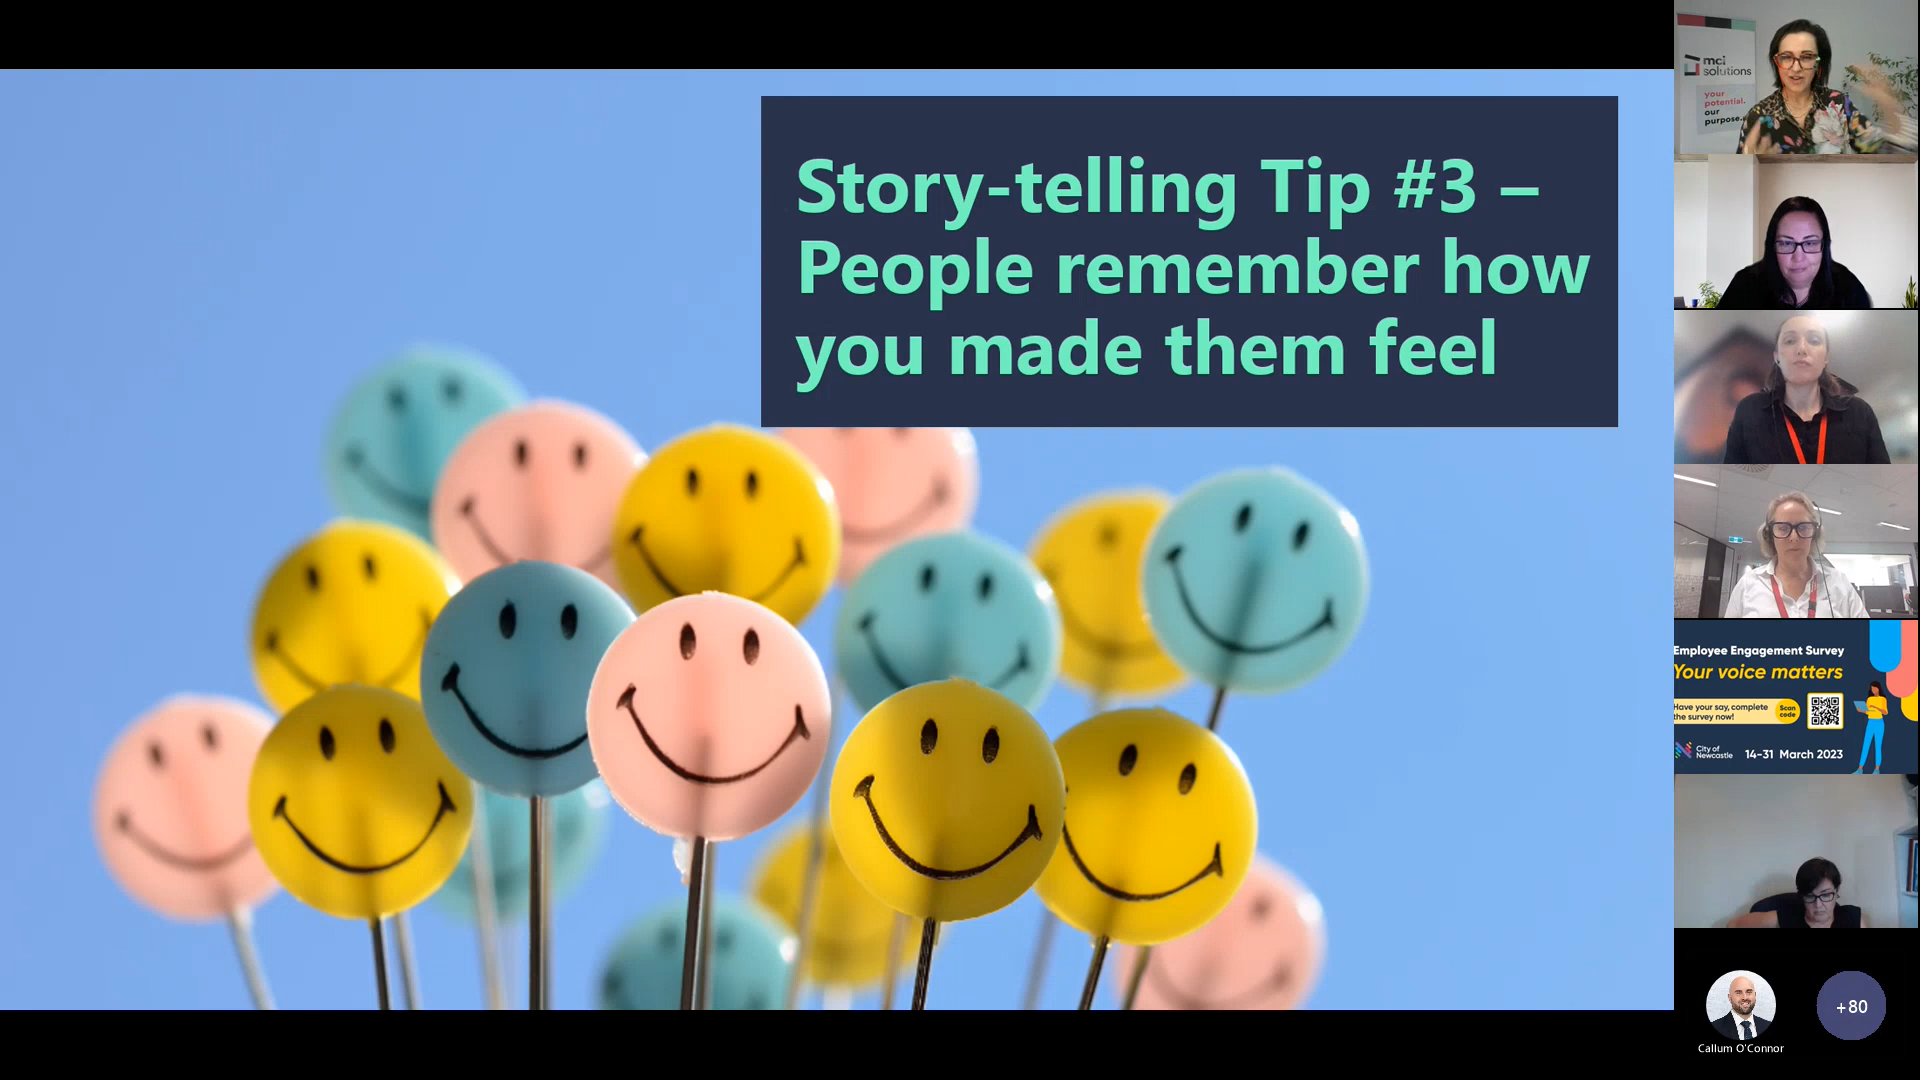 Story-telling Tip #3 –
People remember how
you made them feel
mci
solutions
your
potential.
our
purpose.
Employee Engagement Survey
Your voice matters
Have your say, complete
the survey now!
Scan
code
City of
Newcastle
14-31 March 2023
+80
Callum O'Connor